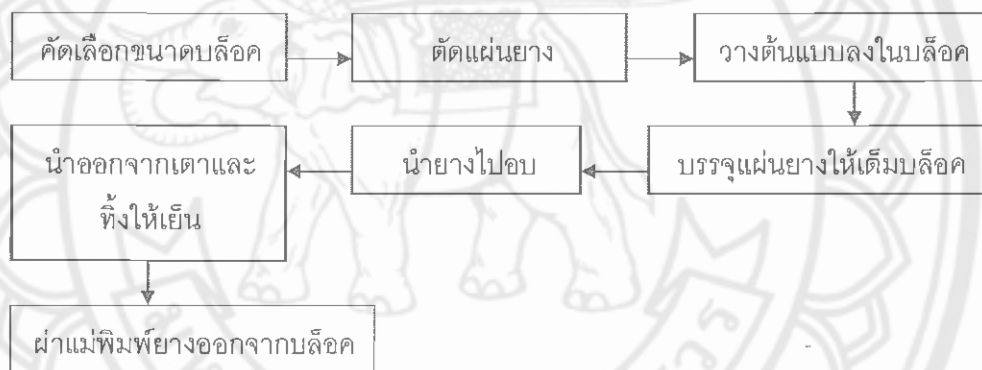 คัดเลือกขนาดบล็อค
ตัดแผ่นยาง
วางต้นแบบลงในบล็อค
บรรจุแผ่นยางให้เต็มบล็อค
นำยางไปอบ
นำออกจากเตาและ
ทิ้งให้เย็น
ผ่าแม่พิมพ์ยางออกจากบล็อค